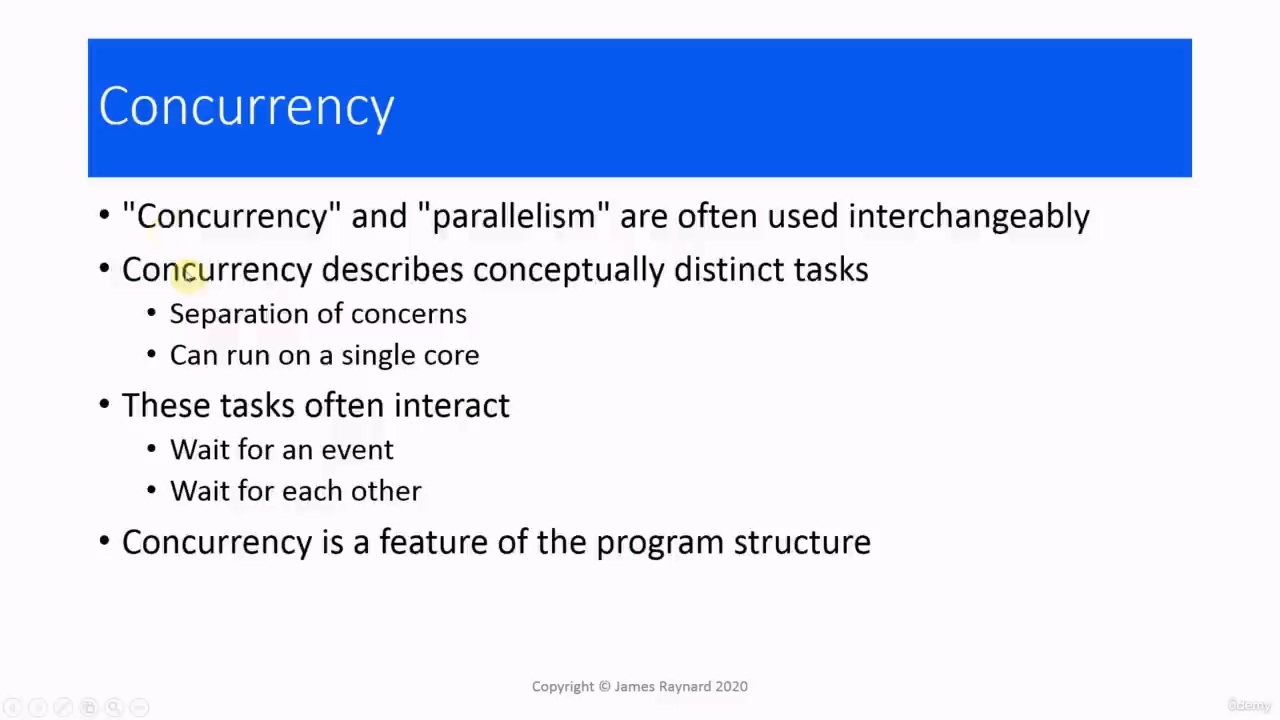 Concurrency
• "Concurrency" and "parallelism" are often used interchangeably
• Concurrency describes conceptually distinct tasks
• Separation of concerns
• Can run on a single core
• These tasks often interact
• Wait for an event
• Wait for each other
• Concurrency is a feature of the program structure
Copyright © James Raynard 2020
ûdemy